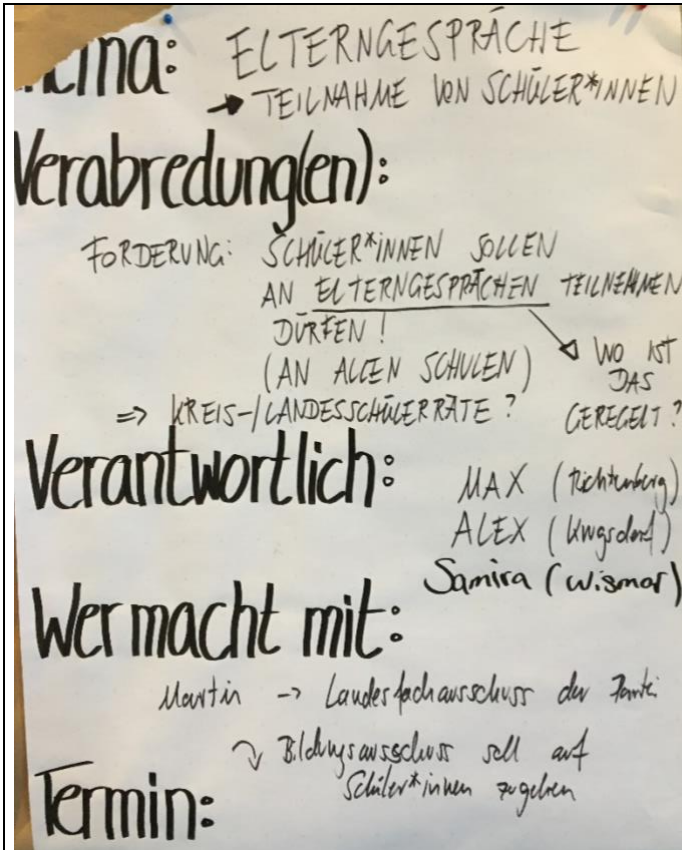 Thema: ELTERNGESPRÄCHE
→ TEILNAHME VON SCHÜLER*INNEN
Verabredung(en):
FORDERUNG: SCHÜLER*INNEN SOLLEN
AN ELTERNGESPRÄCHEN TEILNEHMEN
DÜRFEN!
(AN ALLEN SCHULEN)
WO IST
DAS
GEREGELT?
=> KREIS-/LANDESSCHÜLERRÄTE?
Verantwortlich:
MAX (Richtenberg)
ALEX
Samira (Wismar)
Wer macht mit:
Martin -> Landesfachausschuss der Partei
↷ Bildungsausschuss soll auf
Schüler*innen zugehen
Termin: